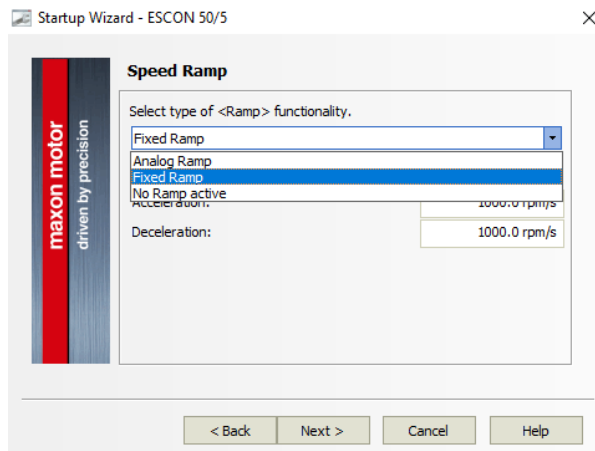 Startup Wizard - ESCON 50/5
Speed Ramp
Select type of <Ramp> functionality.
Fixed Ramp
Analog Ramp
Fixed Ramp
No Ramp active
Acceleration: 1000.0 rpm/s
Deceleration: 1000.0 rpm/s
maxon motor
driven by precision
< Back Next > Cancel Help